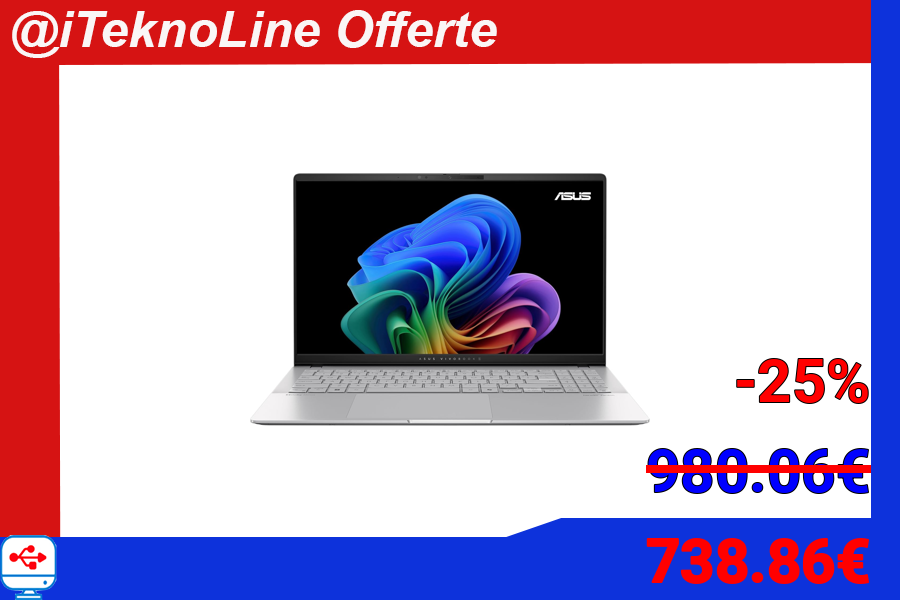 @iTeknoLine Offerte
ASUS
-25%
980.06€
738.86€